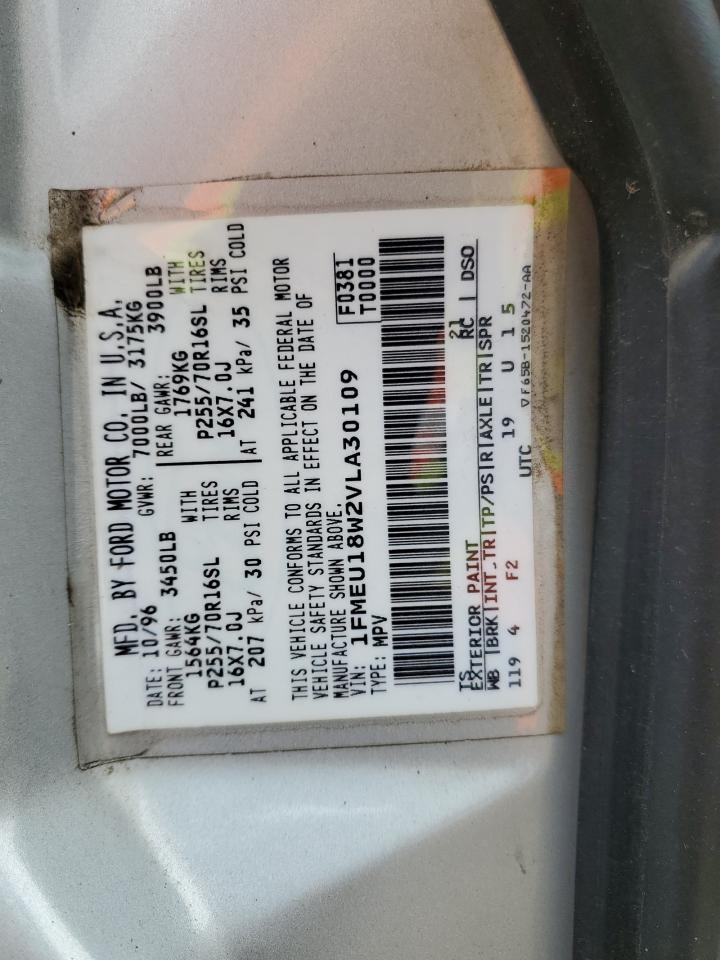 MFD. BY FORD MOTOR CO. IN U.S.A.
DATE: 10/96 GVWR: 7000LB/ 3175KG
FRONT GAWR: 3450LB REAR GAWR: 3900LB
1564KG WITH 1769KG WITH
P255/70R16SL TIRES P255/70R16SL TIRES
16X7.0J RIMS 16X7.0J RIMS
AT 207 kPa/ 30 PSI COLD AT 241 kPa/ 35 PSI COLD
THIS VEHICLE CONFORMS TO ALL APPLICABLE FEDERAL MOTOR
VEHICLE SAFETY STANDARDS IN EFFECT ON THE DATE OF
MANUFACTURE SHOWN ABOVE.
VIN: 1FMEU18W2VLA30109 F0381
TYPE: MPV T0000
TS 21
EXTERIOR PAINT RC | DSO
WB |BRK|INT.TR|TP/PS|R|AXLE|TR|SPR
119 4 F2 19 U 15
UTC ▽F65B-1520472-AA